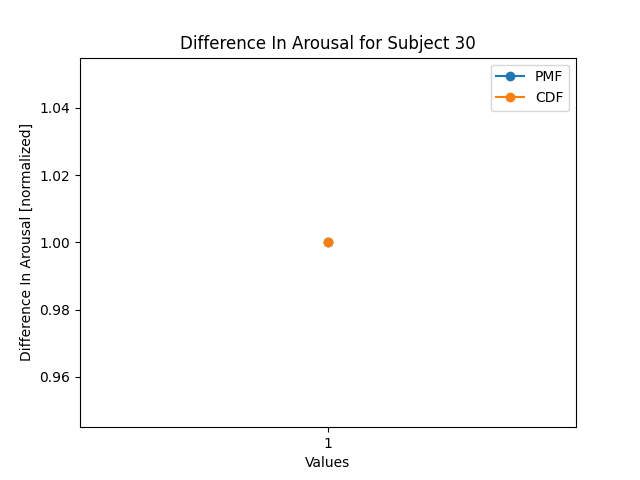 Difference In Arousal for Subject 30
PMF
CDF
1.04
1.02
1.00
0.98
0.96
Difference In Arousal [normalized]
1
Values